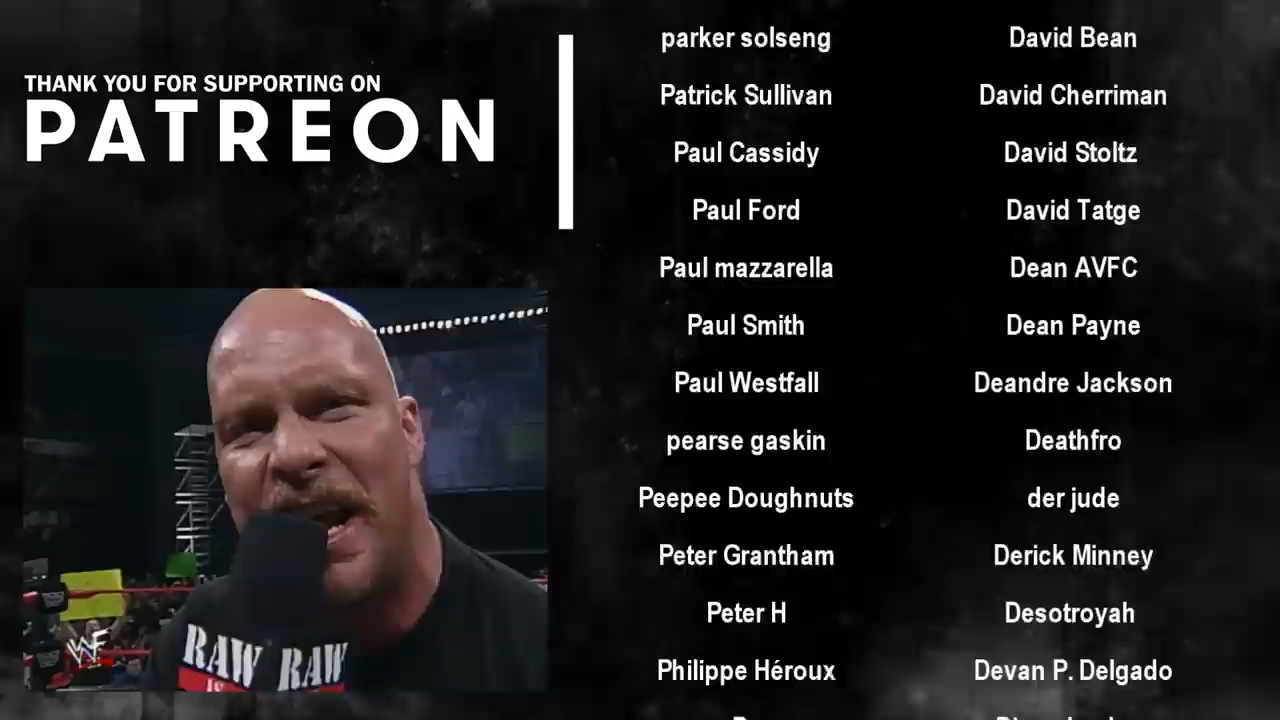 THANK YOU FOR SUPPORTING ON
PATREON
parker solseng
Patrick Sullivan
Paul Cassidy
Paul Ford
Paul mazzarella
Paul Smith
Paul Westfall
pearse gaskin
Peepee Doughnuts
Peter Grantham
Peter H
Philippe Héroux
David Bean
David Cherriman
David Stoltz
David Tatge
Dean AVFC
Dean Payne
Deandre Jackson
Deathfro
der jude
Derick Minney
Desotroyah
Devan P. Delgado
RAW RAW
IS
WF